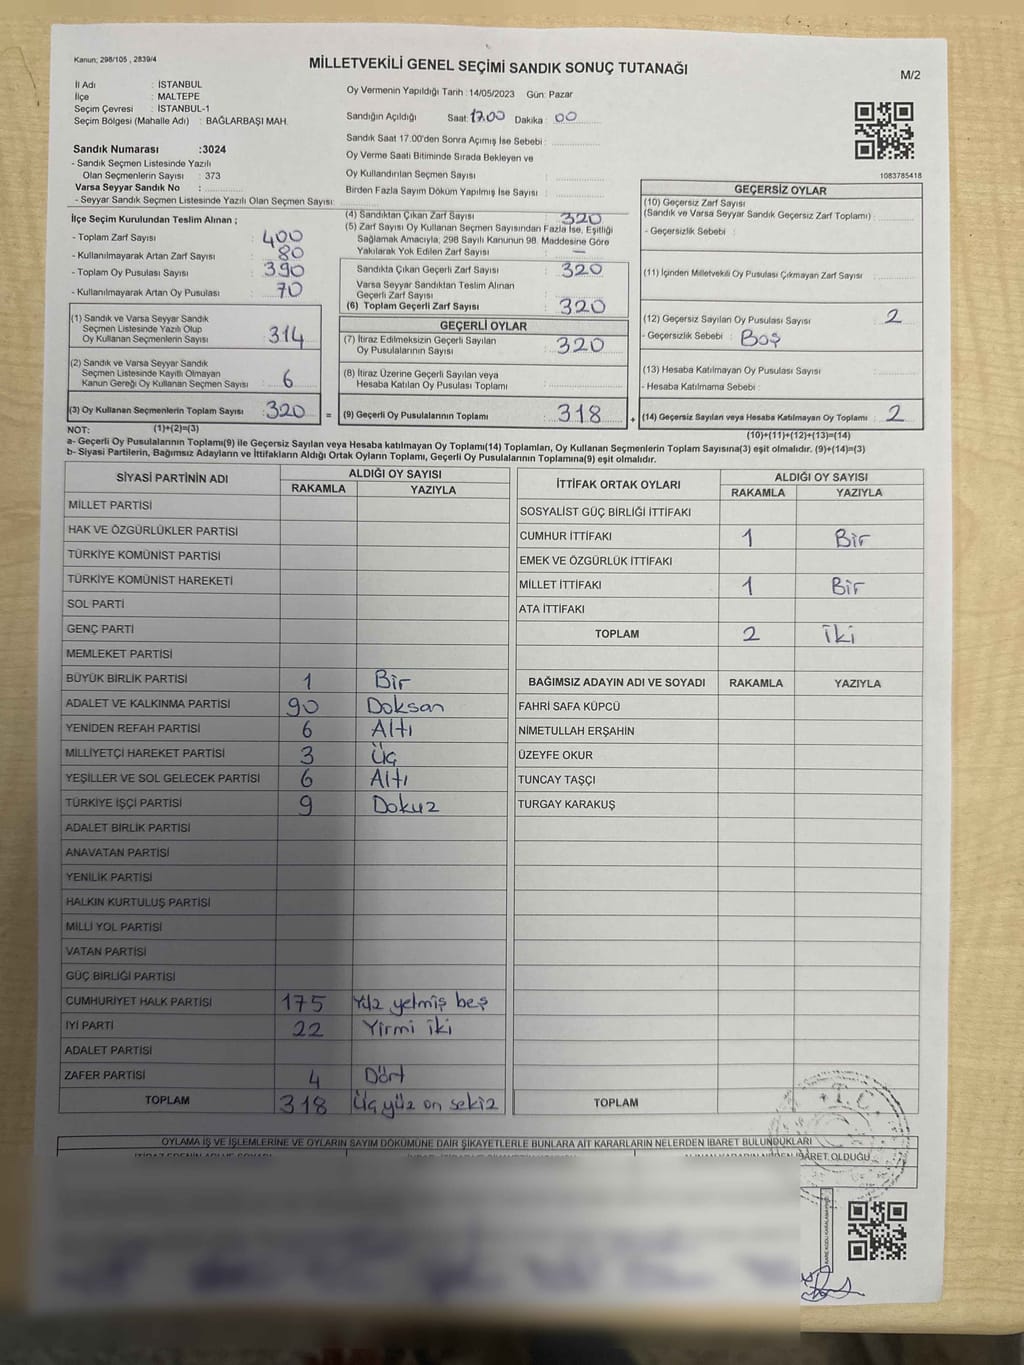 Kanun; 298/105 , 2839/4
MİLLETVEKİLİ GENEL SEÇİMİ SANDIK SONUÇ TUTANAĞI
M/2
İl Adı : İSTANBUL
İlçe : MALTEPE
Seçim Çevresi : İSTANBUL-1
Seçim Bölgesi (Mahalle Adı) : BAĞLARBAŞI MAH.
Sandık Numarası :3024
- Sandık Seçmen Listesinde Yazılı
Olan Seçmenlerin Sayısı : 373
Varsa Seyyar Sandık No :
- Seyyar Sandık Seçmen Listesinde Yazılı Olan Seçmen Sayısı:
Oy Vermenin Yapıldığı Tarih :14/05/2023 Gün: Pazar
Sandığın Açıldığı Saat: 17.00 Dakika : 00
Sandık Saat 17:00'den Sonra Açımış İse Sebebi :
Oy Verme Saati Bitiminde Sırada Bekleyen ve
Oy Kullandırılan Seçmen Sayısı :
Birden Fazla Sayım Döküm Yapılmış İse Sayısı :
1083785418
İlçe Seçim Kurulundan Teslim Alınan ;
- Toplam Zarf Sayısı : 400
- Kullanılmayarak Artan Zarf Sayısı : 80
- Toplam Oy Pusulası Sayısı : 390
- Kullanılmayarak Artan Oy Pusulası : 70
(1) Sandık ve Varsa Seyyar Sandık
Seçmen Listesinde Yazılı Olup
Oy Kullanan Seçmenlerin Sayısı : 314
(2) Sandık ve Varsa Seyyar Sandık
Seçmen Listesinde Kayıtlı Olmayan
Kanun Gereği Oy Kullanan Seçmen Sayısı : 6
(3) Oy Kullanan Seçmenlerin Toplam Sayısı : 320
(4) Sandıktan Çıkan Zarf Sayısı : 320
(5) Zarf Sayısı Oy Kullanan Seçmen Sayısından Fazla İse, Eşitliği
Sağlamak Amacıyla, 298 Sayılı Kanunun 98. Maddesine Göre
Yakılarak Yok Edilen Zarf Sayısı : —
Sandıkta Çıkan Geçerli Zarf Sayısı : 320
Varsa Seyyar Sandıktan Teslim Alınan
Geçerli Zarf Sayısı :
(6) Toplam Geçerli Zarf Sayısı : 320
GEÇERLİ OYLAR
(7) İtiraz Edilmeksizin Geçerli Sayılan
Oy Pusulalarının Sayısı : 320
(8) İtiraz Üzerine Geçerli Sayılan veya
Hesaba Katılan Oy Pusulası Toplamı :
= (9) Geçerli Oy Pusulalarının Toplamı : 318 +
GEÇERSİZ OYLAR
(10) Geçersiz Zarf Sayısı
(Sandık ve Varsa Seyyar Sandık Geçersiz Zarf Toplamı) :
- Geçersizlik Sebebi :
(11) İçinden Milletvekili Oy Pusulası Çıkmayan Zarf Sayısı :
(12) Geçersiz Sayılan Oy Pusulası Sayısı : 2
- Geçersizlik Sebebi : Boş
(13) Hesaba Katılmayan Oy Pusulası Sayısı :
- Hesaba Katılmama Sebebi :
(14) Geçersiz Sayılan veya Hesaba Katılmayan Oy Toplamı : 2
NOT: (1)+(2)=(3) (10)+(11)+(12)+(13)=(14)
a- Geçerli Oy Pusulalarının Toplamı(9) ile Geçersiz Sayılan veya Hesaba katılmayan Oy Toplamı(14) Toplamları, Oy Kullanan Seçmenlerin Toplam Sayısına(3) eşit olmalıdır. (9)+(14)=(3)
b- Siyasi Partilerin, Bağımsız Adayların ve İttifakların Aldığı Ortak Oyların Toplamı, Geçerli Oy Pusulalarının Toplamına(9) eşit olmalıdır.
SİYASİ PARTİNİN ADI ALDIĞI OY SAYISI
RAKAMLA YAZIYLA
MİLLET PARTİSİ
HAK VE ÖZGÜRLÜKLER PARTİSİ
TÜRKİYE KOMÜNİST PARTİSİ
TÜRKİYE KOMÜNİST HAREKETİ
SOL PARTİ
GENÇ PARTİ
MEMLEKET PARTİSİ
BÜYÜK BİRLİK PARTİSİ 1 Bir
ADALET VE KALKINMA PARTİSİ 90 Doksan
YENİDEN REFAH PARTİSİ 6 Altı
MİLLİYETÇİ HAREKET PARTİSİ 3 Üç
YEŞİLLER VE SOL GELECEK PARTİSİ 6 Altı
TÜRKİYE İŞÇİ PARTİSİ 9 Dokuz
ADALET BİRLİK PARTİSİ
ANAVATAN PARTİSİ
YENİLİK PARTİSİ
HALKIN KURTULUŞ PARTİSİ
MİLLİ YOL PARTİSİ
VATAN PARTİSİ
GÜÇ BİRLİĞİ PARTİSİ
CUMHURİYET HALK PARTİSİ 175 Yüz yetmiş beş
İYİ PARTİ 22 Yirmi iki
ADALET PARTİSİ
ZAFER PARTİSİ 4 Dört
TOPLAM 318 Üç yüz on sekiz
İTTİFAK ORTAK OYLARI ALDIĞI OY SAYISI
RAKAMLA YAZIYLA
SOSYALİST GÜÇ BİRLİĞİ İTTİFAKI
CUMHUR İTTİFAKI 1 Bir
EMEK VE ÖZGÜRLÜK İTTİFAKI
MİLLET İTTİFAKI 1 Bir
ATA İTTİFAKI
TOPLAM 2 İki
BAĞIMSIZ ADAYIN ADI VE SOYADI RAKAMLA YAZIYLA
FAHRİ SAFA KÜPCÜ
NİMETULLAH ERŞAHİN
ÜZEYFE OKUR
TUNCAY TAŞÇI
TURGAY KARAKUŞ
TOPLAM
T.C.
OYLAMA İŞ VE İŞLEMLERİNE VE OYLARIN SAYIM DÖKÜMÜNE DAİR ŞİKAYETLERLE BUNLARA AİT KARARLARIN NELERDEN İBARET BULUNDUKLARI
İBARET OLDUĞU